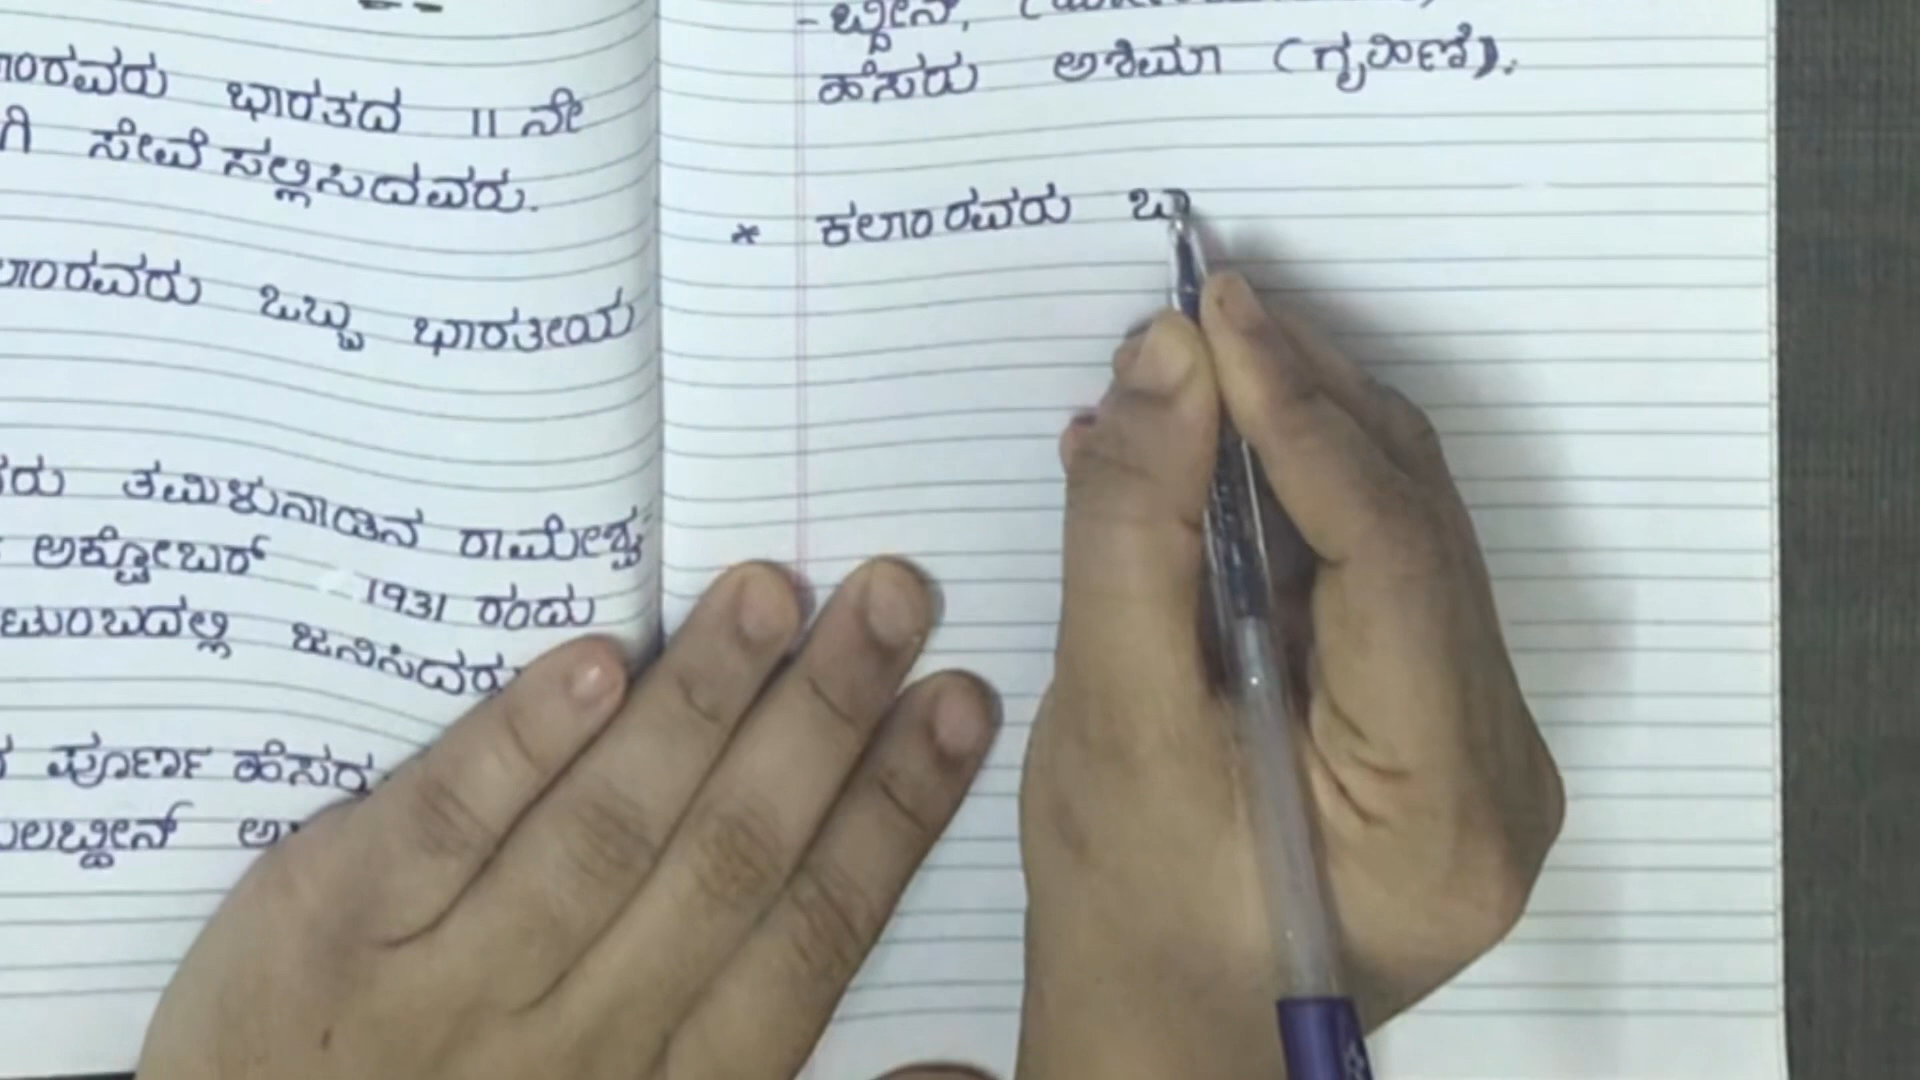 ಭಾರತದ 11 ನೇ
ಗಿ ಸೇವೆ ಸಲ್ಲಿಸಿದವರು.
ಲಾಂರವರು ಒಬ್ಬು ಭಾರತೀಯ
ರು ತಮಿಳುನಾಡಿನ ರಾಮೇಶ್ವ
ಅಕ್ಟೋಬರ್ 1931 ರಂದು
ಟುಂಬದಲ್ಲಿ ಜನಿಸಿದರು
ಪೂರ್ಣ ಹೆಸರು
ಲಬ್ದೀನ್
- ಬ್ದೀನ್,
ಹೆಸರು ಅಶಿಮಾ (ಗೃಹಿಣಿ).
* ಕಲಾಂರವರು ಬಾ